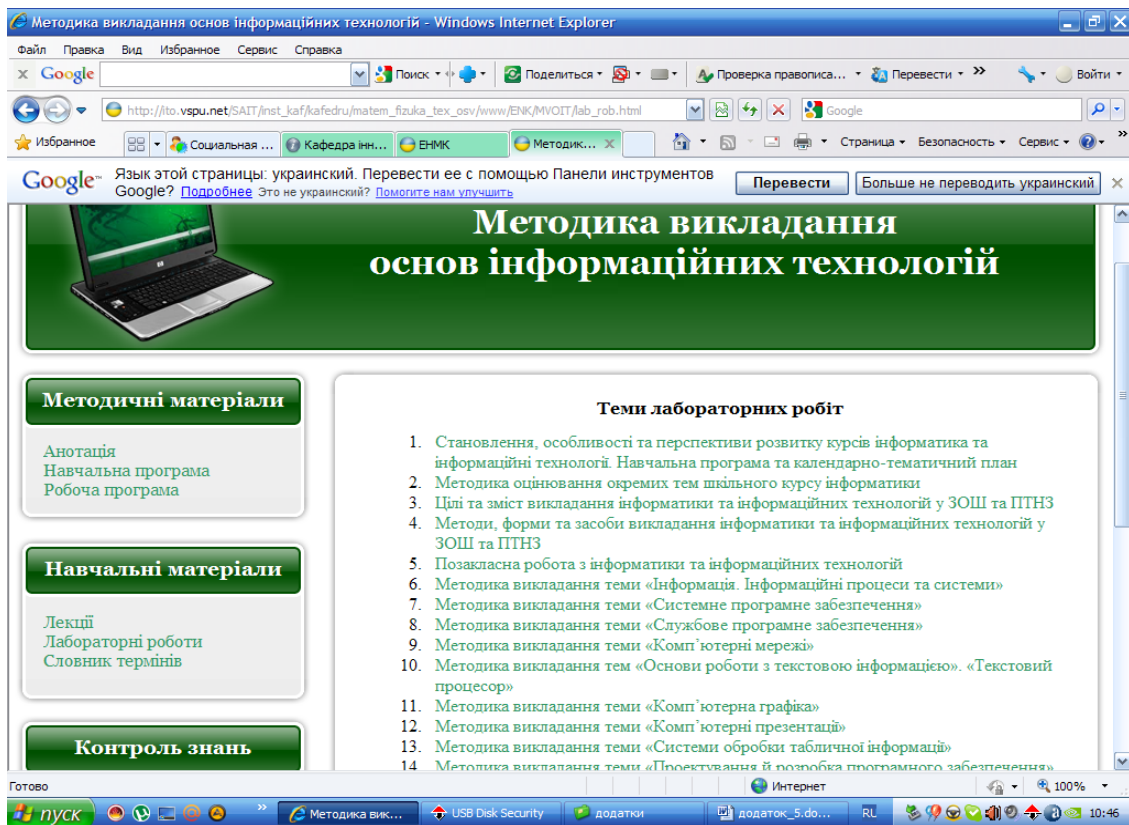 Методика викладання основ інформаційних технологій - Windows Internet Explorer
Файл Правка Вид Избранное Сервис Справка
x Google Поиск Поделиться Проверка правописа... Перевести >> Войти
http://ito.vspu.net/SAIT/inst_kaf/kafedru/matem_fizuka_tex_osv/www/ENK/MVOIT/lab_rob.html Google
Избранное Социальная ... Кафедра інн... ЕНМК Методик... X Страница Безопасность Сервис >>
Google Язык этой страницы: украинский. Перевести ее с помощью Панели инструментов Перевести Больше не переводить украинский
Google? Подробнее Это не украинский? Помогите нам улучшить
Методика викладання
основ інформаційних технологій
Методичні матеріали
Анотація
Навчальна програма
Робоча програма
Навчальні матеріали
Лекції
Лабораторні роботи
Словник термінів
Контроль знань
Теми лабораторних робіт
1. Становлення, особливості та перспективи розвитку курсів інформатика та
інформаційні технології. Навчальна програма та календарно-тематичний план
2. Методика оцінювання окремих тем шкільного курсу інформатики
3. Цілі та зміст викладання інформатики та інформаційних технологій у ЗОШ та ПТНЗ
4. Методи, форми та засоби викладання інформатики та інформаційних технологій у
ЗОШ та ПТНЗ
5. Позакласна робота з інформатики та інформаційних технологій
6. Методика викладання теми «Інформація. Інформаційні процеси та системи»
7. Методика викладання теми «Системне програмне забезпечення»
8. Методика викладання теми «Службове програмне забезпечення»
9. Методика викладання теми «Комп’ютерні мережі»
10. Методика викладання тем «Основи роботи з текстовою інформацією». «Текстовий
процесор»
11. Методика викладання теми «Комп’ютерна графіка»
12. Методика викладання теми «Комп’ютерні презентації»
13. Методика викладання теми «Системи обробки табличної інформації»
14. Методика викладання теми «Проектування й розробка програмного забезпечення»
Готово Интернет 100%
пуск >> Методика вик... USB Disk Security додатки додаток_5.do... RU 10:46